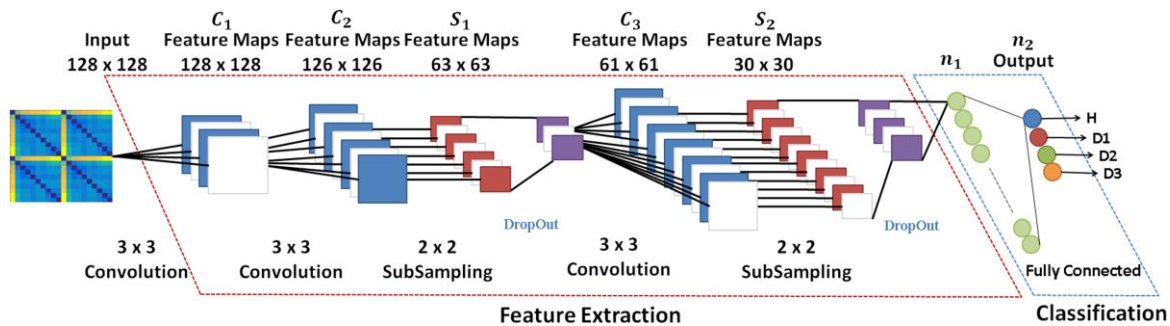 Input
128 x 128
C₁
Feature Maps
128 x 128
C₂
Feature Maps
126 x 126
S₁
Feature Maps
63 x 63
C₃
Feature Maps
61 x 61
S₂
Feature Maps
30 x 30
n₁
n₂
Output
H
D1
D2
D3
DropOut
DropOut
3 x 3
Convolution
3 x 3
Convolution
2 x 2
SubSampling
3 x 3
Convolution
2 x 2
SubSampling
Fully Connected
Feature Extraction
Classification